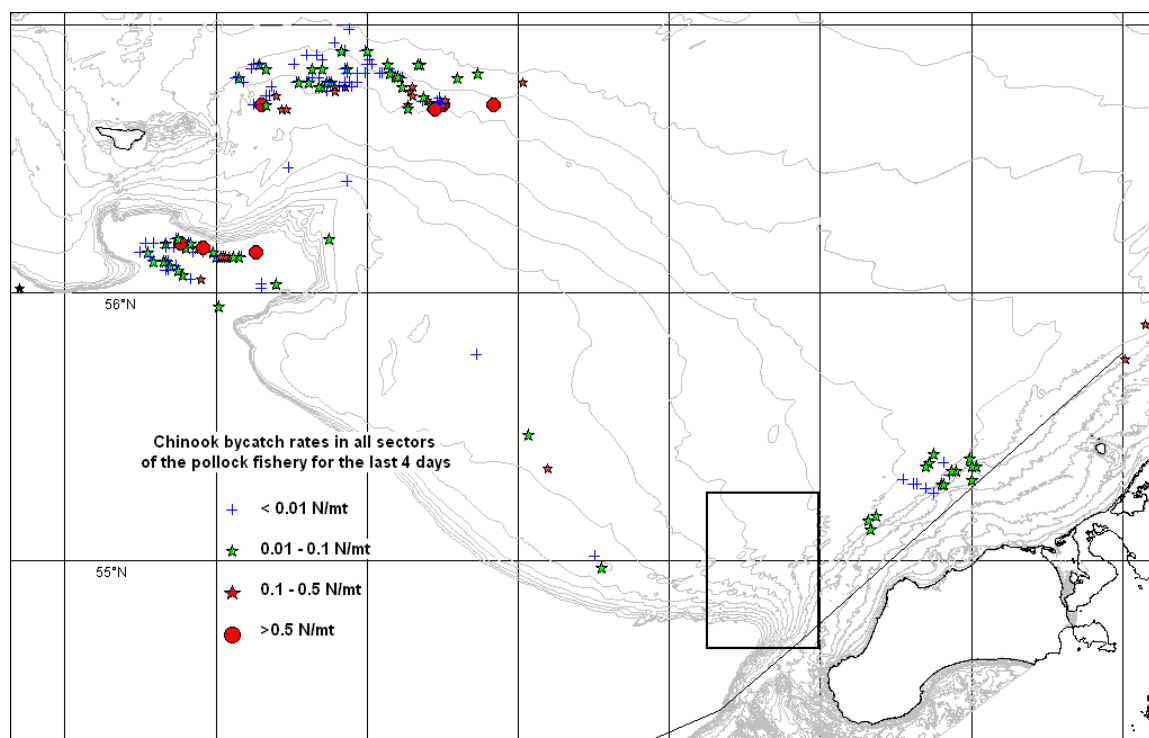 56°N
Chinook bycatch rates in all sectors
of the pollock fishery for the last 4 days
< 0.01 N/mt
0.01 - 0.1 N/mt
55°N
0.1 - 0.5 N/mt
>0.5 N/mt